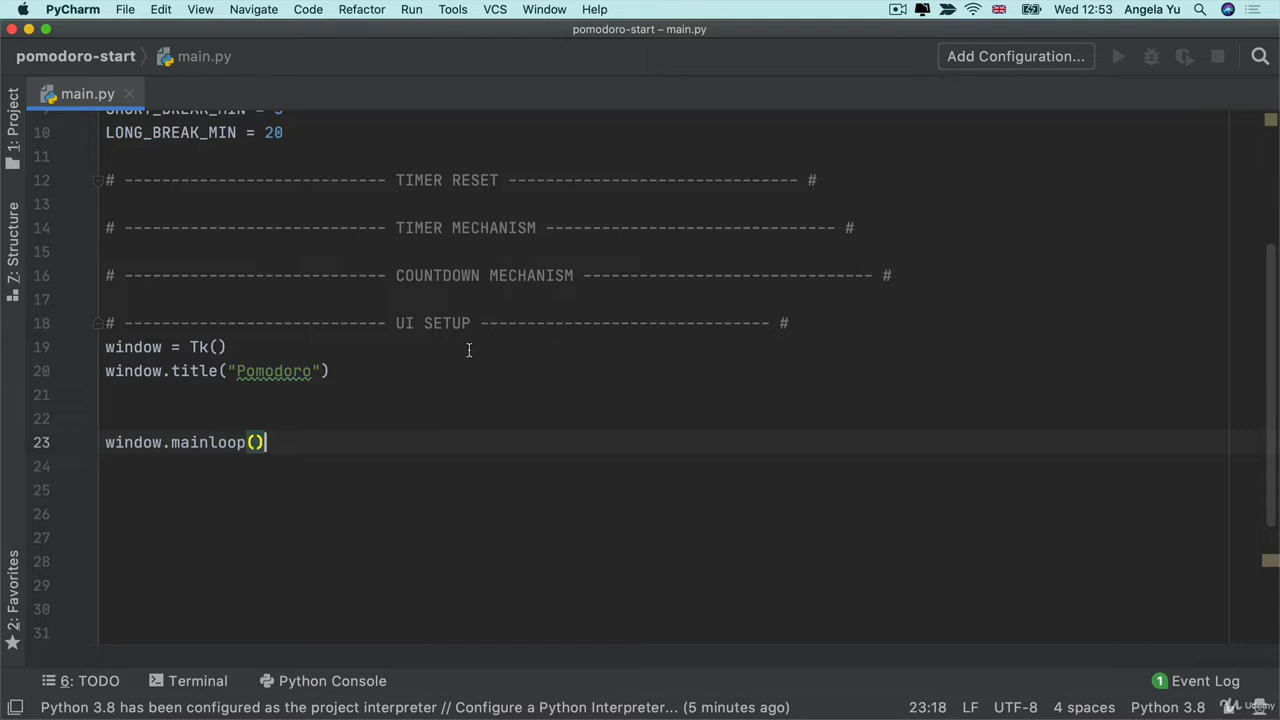 PyCharm File Edit View Navigate Code Refactor Run Tools VCS Window Help Wed 12:53 Angela Yu
pomodoro-start – main.py
pomodoro-start main.py Add Configuration...
main.py
1: Project
7: Structure
2: Favorites
9 SHORT_BREAK_MIN = 5
10 LONG_BREAK_MIN = 20
11
12 # --------------------------- TIMER RESET ------------------------------- #
13
14 # --------------------------- TIMER MECHANISM ------------------------------- #
15
16 # --------------------------- COUNTDOWN MECHANISM ------------------------------- #
17
18 # --------------------------- UI SETUP ------------------------------- #
19 window = Tk()
20 window.title("Pomodoro")
21
22
23 window.mainloop()
24
25
26
27
28
29
30
31
6: TODO Terminal Python Console 1 Event Log
Python 3.8 has been configured as the project interpreter // Configure a Python Interpreter... (5 minutes ago) 23:18 LF UTF-8 4 spaces Python 3.8
Udemy